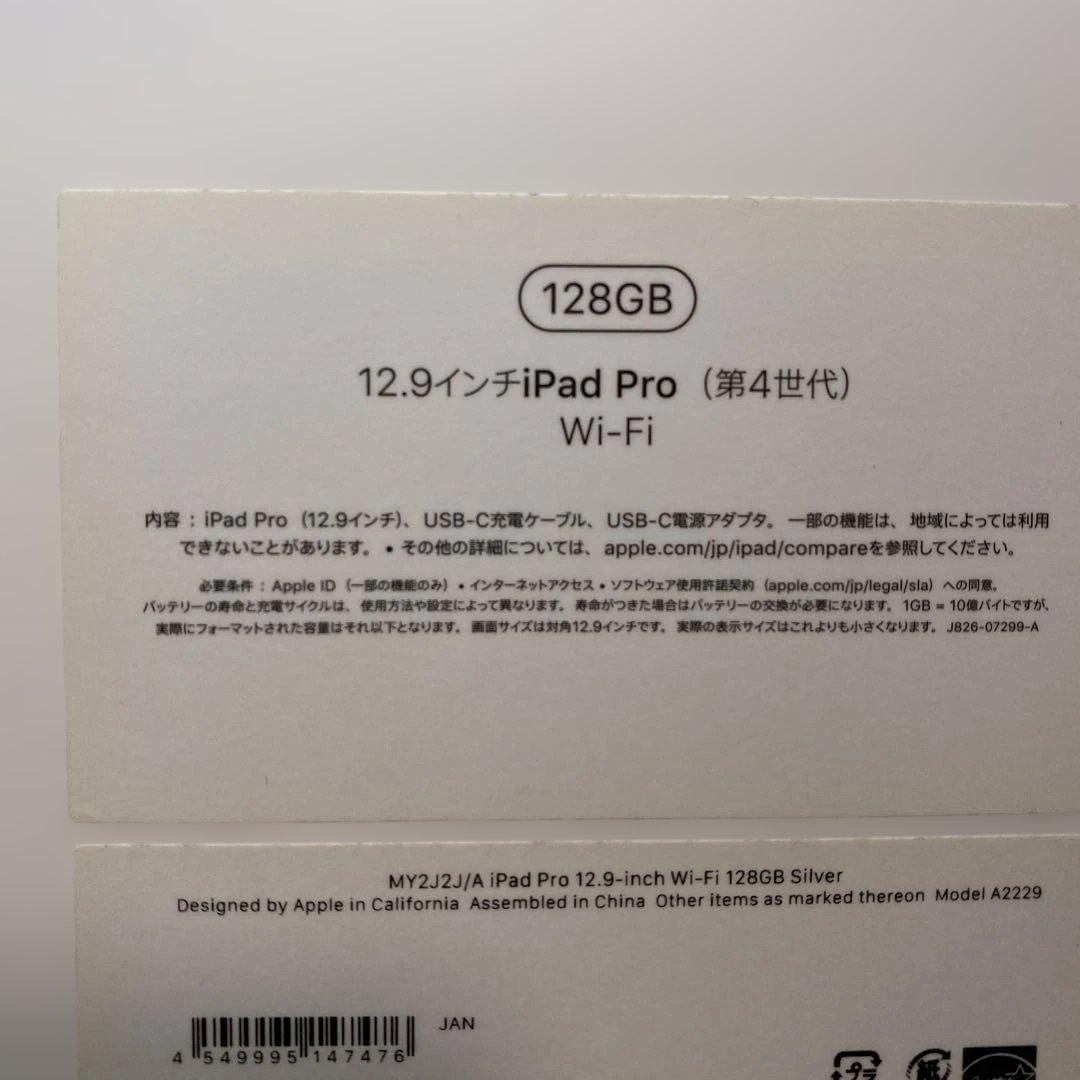 128GB
12.9インチiPad Pro（第4世代）
Wi-Fi
内容：iPad Pro（12.9インチ）、USB-C充電ケーブル、USB-C電源アダプタ。一部の機能は、地域によっては利用
できないことがあります。• その他の詳細については、apple.com/jp/ipad/compareを参照してください。
必要条件：Apple ID（一部の機能のみ）• インターネットアクセス • ソフトウェア使用許諾契約（apple.com/jp/legal/sla）への同意。
バッテリーの寿命と充電サイクルは、使用方法や設定によって異なります。寿命がつきた場合はバッテリーの交換が必要になります。1GB = 10億バイトですが、
実際にフォーマットされた容量はそれ以下となります。画面サイズは対角12.9インチです。実際の表示サイズはこれよりも小さくなります。J826-07299-A
MY2J2J/A iPad Pro 12.9-inch Wi-Fi 128GB Silver
Designed by Apple in California Assembled in China Other items as marked thereon Model A2229
JAN
4 549995 147476
プラ
紙